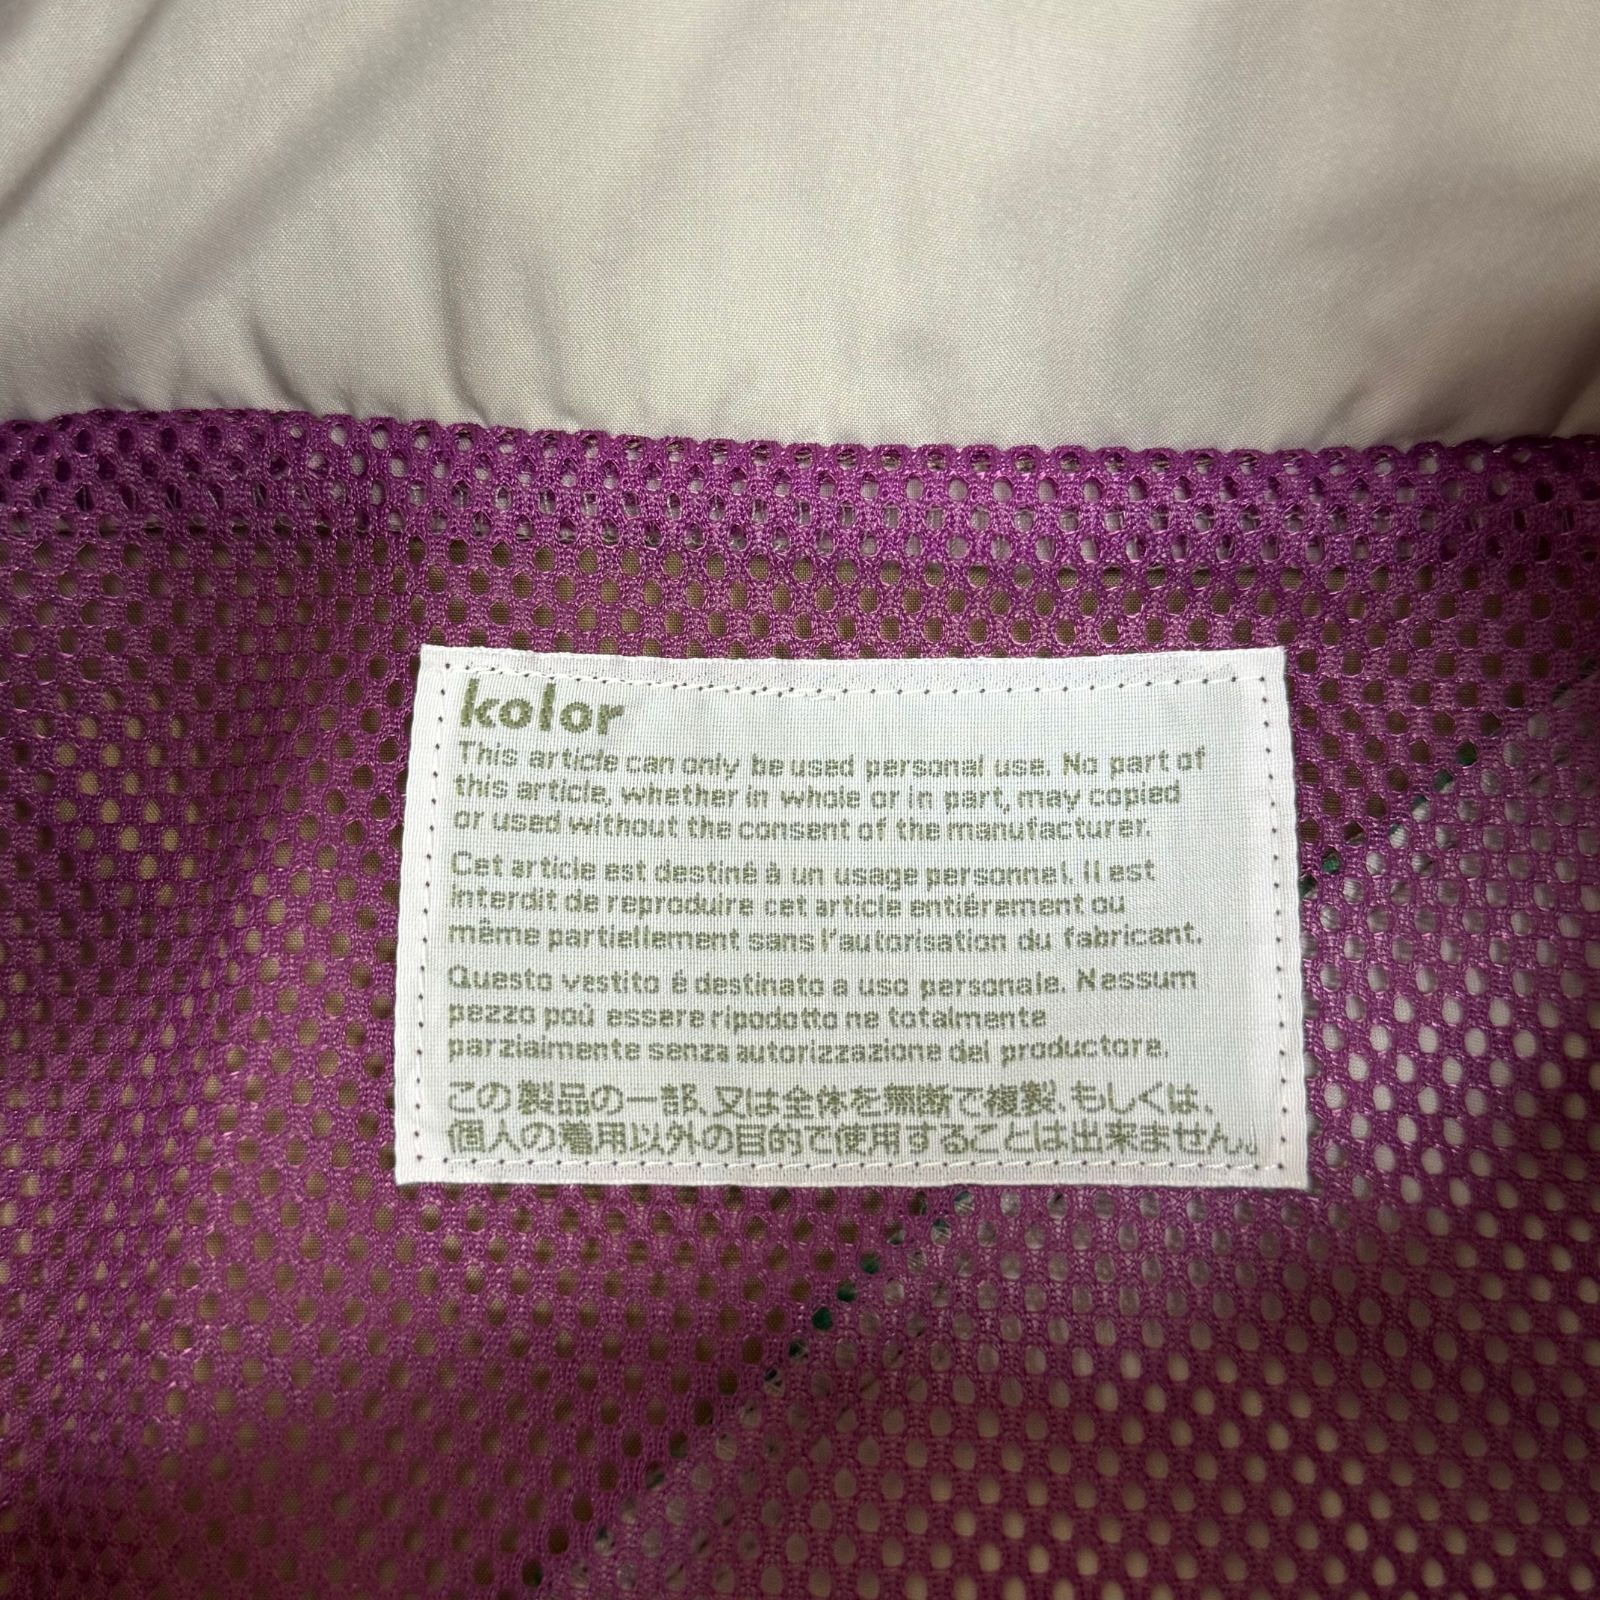 kolor
This article can only be used personal use. No part of
this article, whether in whole or in part, may copied
or used without the consent of the manufacturer.
Cet article est destiné à un usage personnel. Il est
interdit de reproduire cet article entiérement ou
même partiellement sans l'autorisation du fabricant.
Questo vestito é destinato a uso personale. Nessum
pezzo poù essere ripodotto ne totalmente
parzialmente senza autorizzazione del productore.
この製品の一部、又は全体を無断で複製、もしくは、
個人の着用以外の目的で使用することは出来ません。